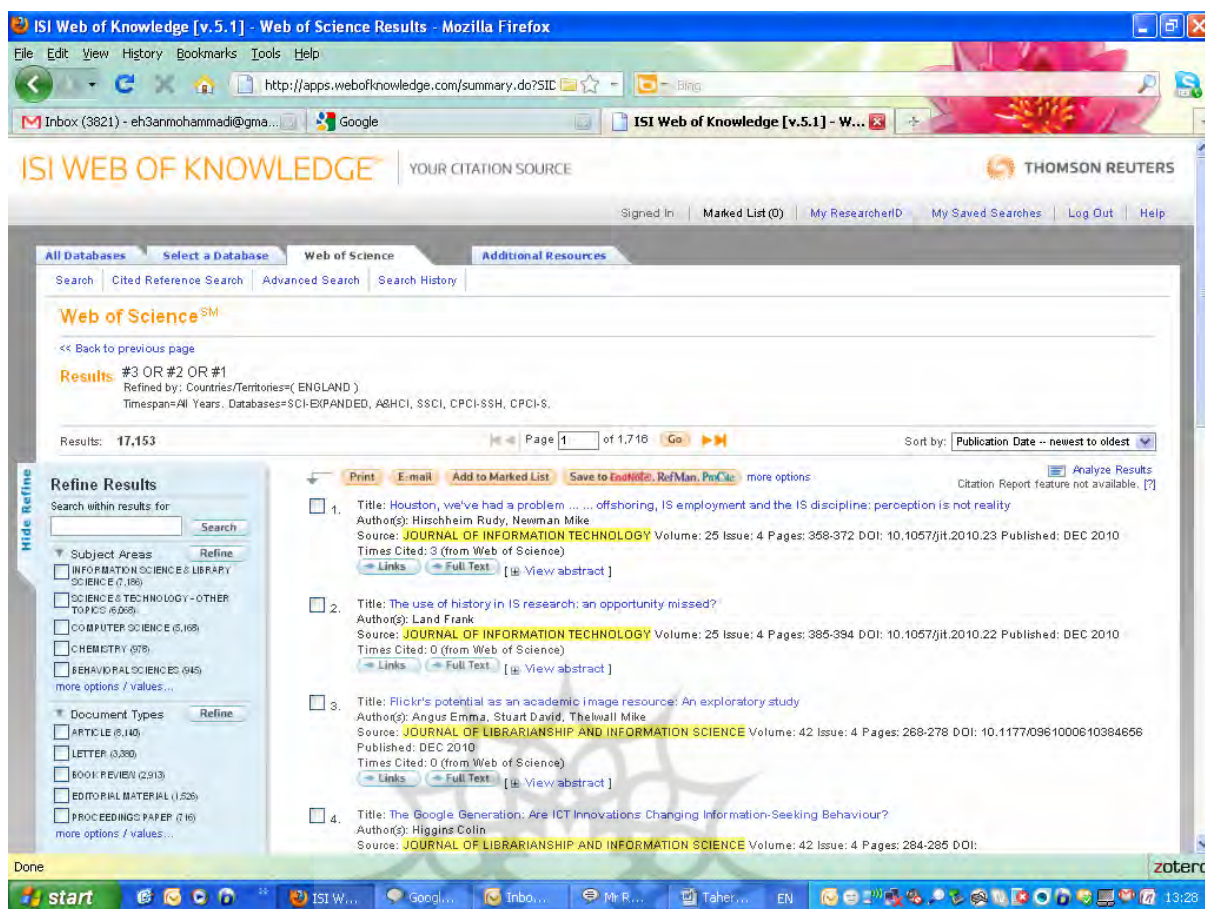 ISI Web of Knowledge [v.5.1] - Web of Science Results - Mozilla Firefox
File Edit View History Bookmarks Tools Help
http://apps.webofknowledge.com/summary.do?SID
Bing
Inbox (3821) - eh3anmohammadi@gma...
Google
ISI Web of Knowledge [v.5.1] - W...
ISI WEB OF KNOWLEDGE
YOUR CITATION SOURCE
THOMSON REUTERS
Signed In Marked List (0) My ResearcherID My Saved Searches Log Out Help
All Databases Select a Database Web of Science Additional Resources
Search Cited Reference Search Advanced Search Search History
Web of Science SM
<< Back to previous page
Results #3 OR #2 OR #1
Refined by: Countries/Territories=( ENGLAND )
Timespan=All Years. Databases=SCI-EXPANDED, A&HCI, SSCI, CPCI-SSH, CPCI-S.
Results: 17,153
Page 1 of 1,716 Go
Sort by: Publication Date -- newest to oldest
Hide Refine
Refine Results
Search within results for
Search
Subject Areas Refine
INFORMATION SCIENCE & LIBRARY
SCIENCE (7,186)
SCIENCE & TECHNOLOGY - OTHER
TOPICS (6,068)
COMPUTER SCIENCE (5,168)
CHEMISTRY (978)
BEHAVIORAL SCIENCES (945)
more options / values...
Document Types Refine
ARTICLE (8,140)
LETTER (3,380)
BOOK REVIEW (2,913)
EDITORIAL MATERIAL (1,526)
PROCEEDINGS PAPER (716)
more options / values...
Print E-mail Add to Marked List Save to EndNote, RefMan, ProCite more options
Analyze Results
Citation Report feature not available. [?]
1. Title: Houston, we've had a problem ... ... offshoring, IS employment and the IS discipline: perception is not reality
Author(s): Hirschheim Rudy, Newman Mike
Source: JOURNAL OF INFORMATION TECHNOLOGY Volume: 25 Issue: 4 Pages: 358-372 DOI: 10.1057/jit.2010.23 Published: DEC 2010
Times Cited: 3 (from Web of Science)
Links Full Text [ View abstract ]
2. Title: The use of history in IS research: an opportunity missed?
Author(s): Land Frank
Source: JOURNAL OF INFORMATION TECHNOLOGY Volume: 25 Issue: 4 Pages: 385-394 DOI: 10.1057/jit.2010.22 Published: DEC 2010
Times Cited: 0 (from Web of Science)
Links Full Text [ View abstract ]
3. Title: Flickr's potential as an academic image resource: An exploratory study
Author(s): Angus Emma, Stuart David, Thelwall Mike
Source: JOURNAL OF LIBRARIANSHIP AND INFORMATION SCIENCE Volume: 42 Issue: 4 Pages: 268-278 DOI: 10.1177/0961000610384656
Published: DEC 2010
Times Cited: 0 (from Web of Science)
Links Full Text [ View abstract ]
4. Title: The Google Generation: Are ICT Innovations Changing Information-Seeking Behaviour?
Author(s): Higgins Colin
Source: JOURNAL OF LIBRARIANSHIP AND INFORMATION SCIENCE Volume: 42 Issue: 4 Pages: 284-285 DOI:
Done
zotero
start ISI W... Googl... Inbo... Mr R... Taher... EN 13:28